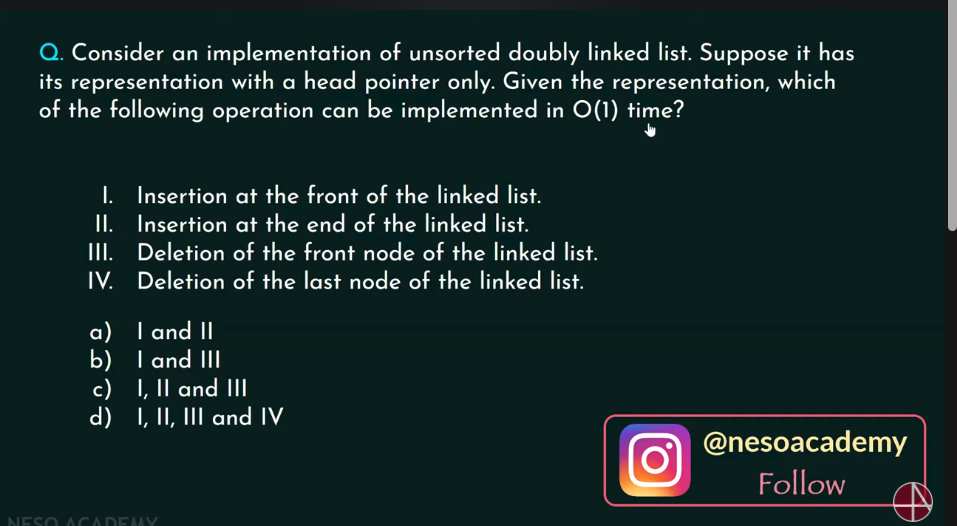 Q. Consider an implementation of unsorted doubly linked list. Suppose it has
its representation with a head pointer only. Given the representation, which
of the following operation can be implemented in O(1) time?
I. Insertion at the front of the linked list.
II. Insertion at the end of the linked list.
III. Deletion of the front node of the linked list.
IV. Deletion of the last node of the linked list.
a) I and II
b) I and III
c) I, II and III
d) I, II, III and IV
@nesoacademy
Follow
NESO ACADEMY